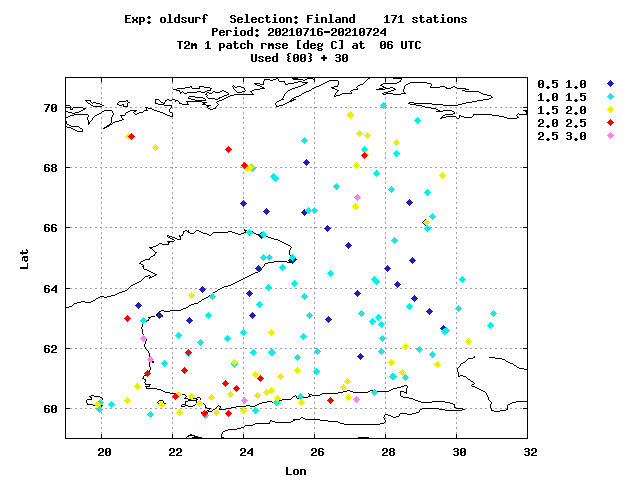 Exp: oldsurf   Selection: Finland    171 stations
Period: 20210716-20210724
T2m 1 patch rmse [deg C] at  06 UTC
Used {00} + 30
0.5 1.0
1.0 1.5
1.5 2.0
2.0 2.5
2.5 3.0
70
68
66
64
62
60
Lat
20 22 24 26 28 30 32
Lon